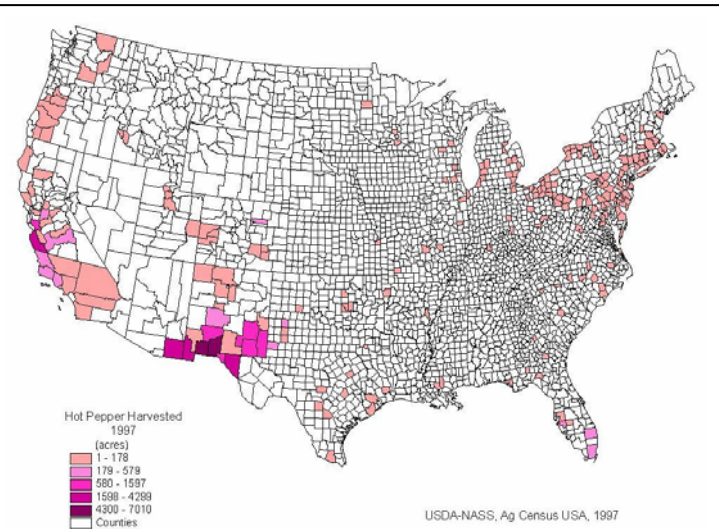 Hot Pepper Harvested
1997
(acres)
1 - 178
179 - 579
580 - 1597
1598 - 4299
4300 - 7010
Counties
USDA-NASS, Ag Census USA, 1997